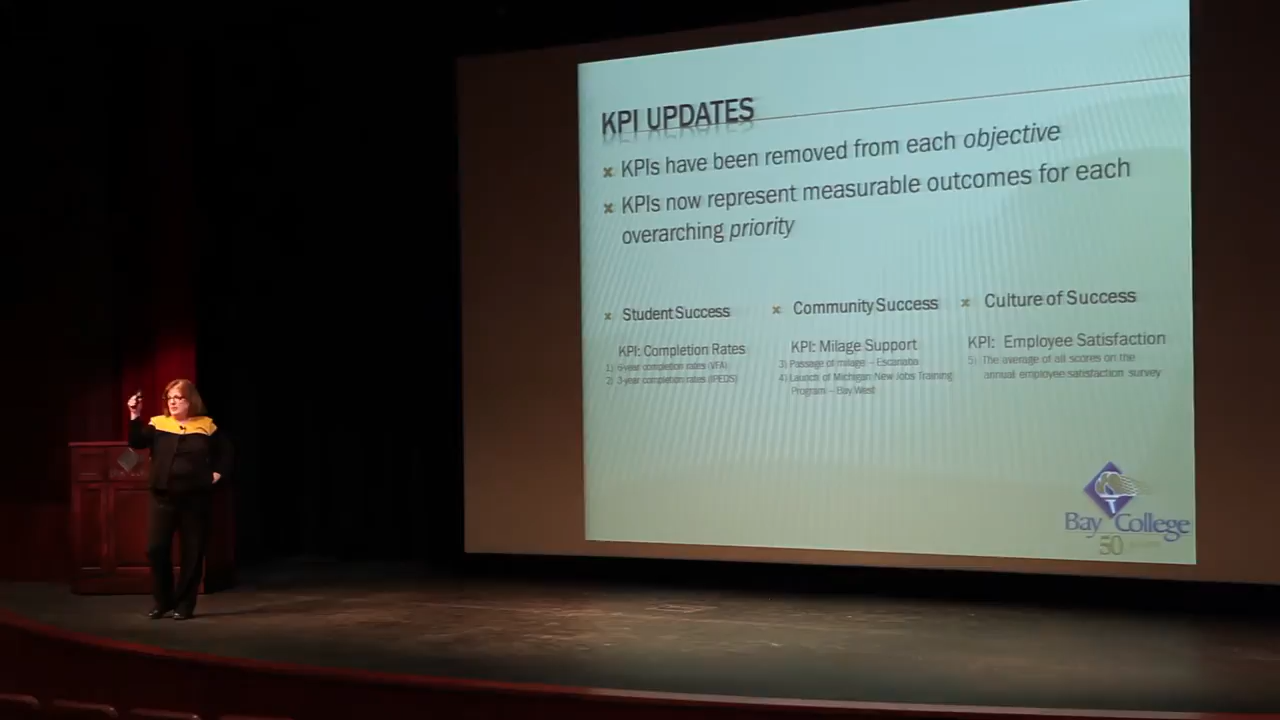 KPI UPDATES
KPIs have been removed from each objective
KPIs now represent measurable outcomes for each
overarching priority
Student Success
KPI: Completion Rates
1) 6-year completion rates (VFA)
2) 3-year completion rates (IPEDS)
Community Success
KPI: Milage Support
3) Passage of milage – Escanaba
4) Launch of Michigan New Jobs Training
Program – Bay West
Culture of Success
KPI: Employee Satisfaction
5) The average of all scores on the
annual employee satisfaction survey
Bay College
50